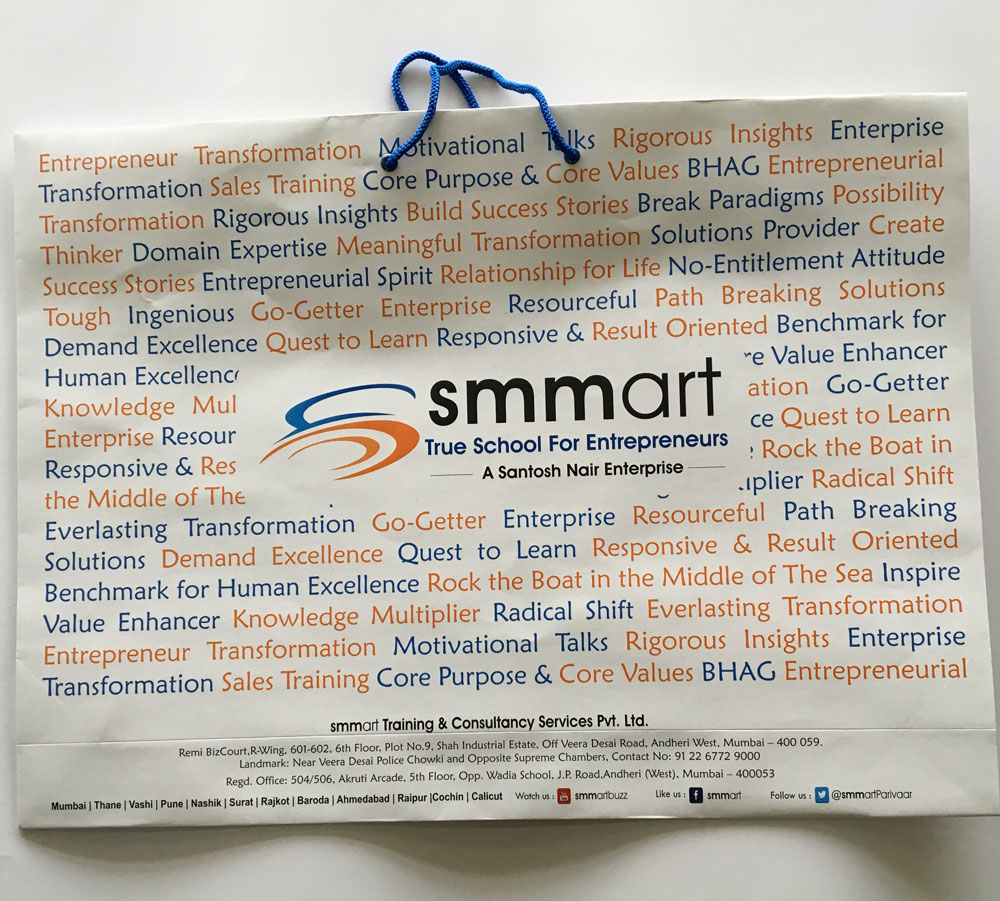 Entrepreneur Transformation Motivational Talks Rigorous Insights Enterprise
Transformation Sales Training Core Purpose & Core Values BHAG Entrepreneurial
Transformation Rigorous Insights Build Success Stories Break Paradigms Possibility
Thinker Domain Expertise Meaningful Transformation Solutions Provider Create
Success Stories Entrepreneurial Spirit Relationship for Life No-Entitlement Attitude
Tough Ingenious Go-Getter Enterprise Resourceful Path Breaking Solutions
Demand Excellence Quest to Learn Responsive & Result Oriented Benchmark for
Human Excellence e Value Enhancer
Knowledge Mul ation Go-Getter
Enterprise Resour ce Quest to Learn
Responsive & Res Rock the Boat in
the Middle of The iplier Radical Shift
smmart
True School For Entrepreneurs
A Santosh Nair Enterprise
Everlasting Transformation Go-Getter Enterprise Resourceful Path Breaking
Solutions Demand Excellence Quest to Learn Responsive & Result Oriented
Benchmark for Human Excellence Rock the Boat in the Middle of The Sea Inspire
Value Enhancer Knowledge Multiplier Radical Shift Everlasting Transformation
Entrepreneur Transformation Motivational Talks Rigorous Insights Enterprise
Transformation Sales Training Core Purpose & Core Values BHAG Entrepreneurial
smmart Training & Consultancy Services Pvt. Ltd.
Remi BizCourt,R-Wing, 601-602, 6th Floor, Plot No.9, Shah Industrial Estate, Off Veera Desai Road, Andheri West, Mumbai – 400 059.
Landmark: Near Veera Desai Police Chowki and Opposite Supreme Chambers, Contact No: 91 22 6772 9000
Regd. Office: 504/506, Akruti Arcade, 5th Floor, Opp. Wadia School, J.P. Road,Andheri (West), Mumbai – 400053
Mumbai | Thane | Vashi | Pune | Nashik | Surat | Rajkot | Baroda | Ahmedabad | Raipur |Cochin | Calicut Watch us : smmartbuzz Like us : smmart Follow us : @smmartParivaar